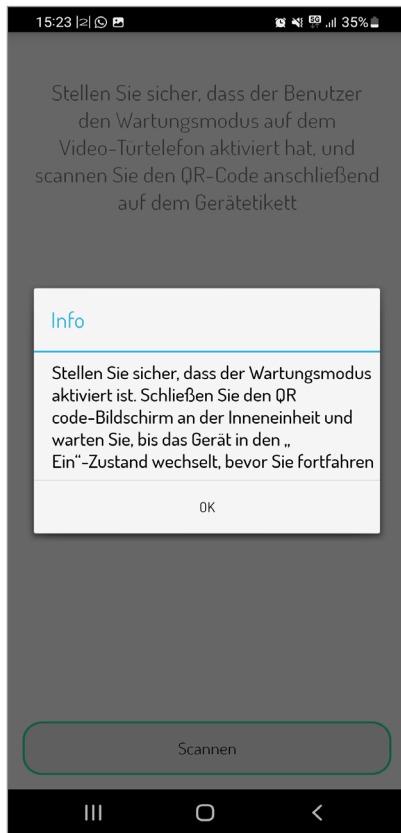 15:23
5G
35%
Stellen Sie sicher, dass der Benutzer
den Wartungsmodus auf dem
Video-Türtelefon aktiviert hat, und
scannen Sie den QR-Code anschließend
auf dem Gerätetikett
Info
Stellen Sie sicher, dass der Wartungsmodus
aktiviert ist. Schließen Sie den QR
code-Bildschirm an der Inneneinheit und
warten Sie, bis das Gerät in den „
Ein“-Zustand wechselt, bevor Sie fortfahren
OK
Scannen